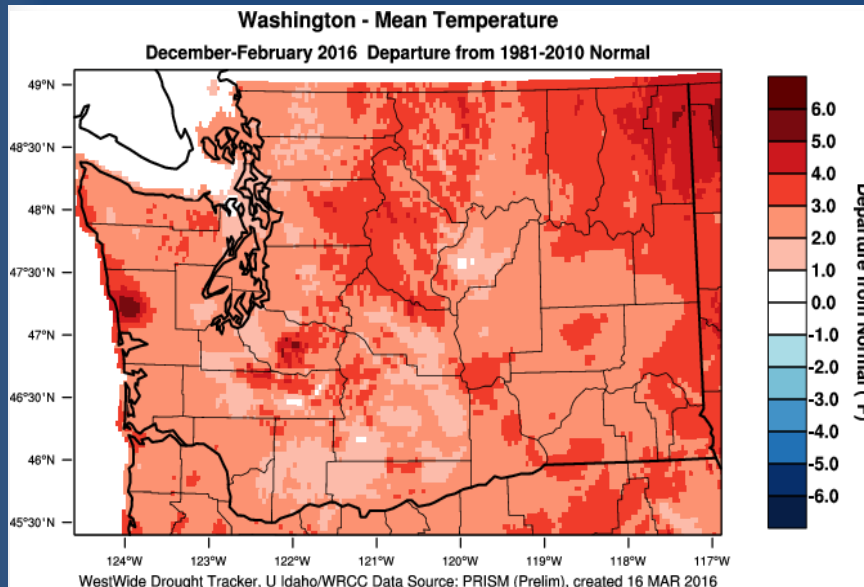 Washington - Mean Temperature
December-February 2016 Departure from 1981-2010 Normal
49°N
48°30'N
48°N
47°30'N
47°N
46°30'N
46°N
45°30'N
124°W 123°W 122°W 121°W 120°W 119°W 118°W 117°W
6.0
5.0
4.0
3.0
2.0
1.0
0.0
-1.0
-2.0
-3.0
-4.0
-5.0
-6.0
Departure from Normal (°F)
WestWide Drought Tracker, U Idaho/WRCC Data Source: PRISM (Prelim), created 16 MAR 2016